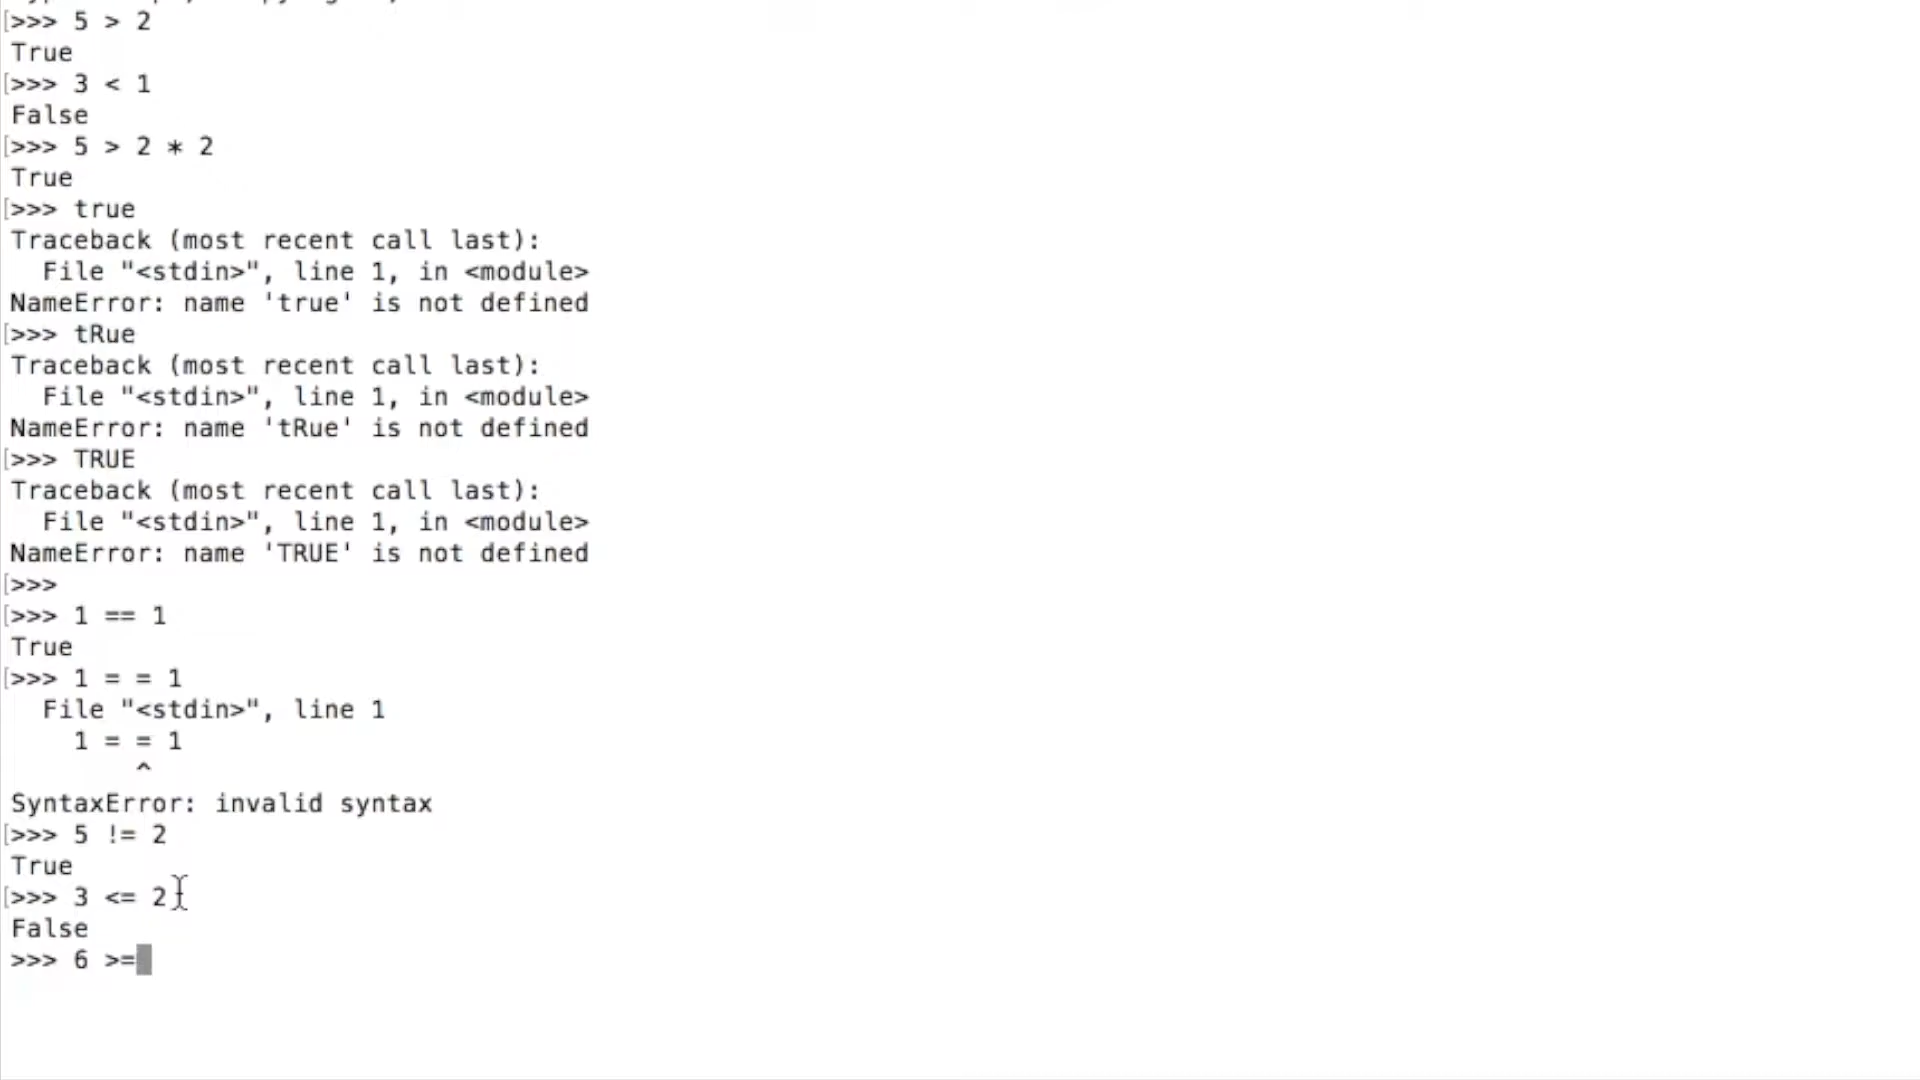 [>>> 5 > 2
True
[>>> 3 < 1
False
[>>> 5 > 2 * 2
True
[>>> true
Traceback (most recent call last):
  File "<stdin>", line 1, in <module>
NameError: name 'true' is not defined
[>>> tRue
Traceback (most recent call last):
  File "<stdin>", line 1, in <module>
NameError: name 'tRue' is not defined
[>>> TRUE
Traceback (most recent call last):
  File "<stdin>", line 1, in <module>
NameError: name 'TRUE' is not defined
[>>>
[>>> 1 == 1
True
[>>> 1 = = 1
  File "<stdin>", line 1
    1 = = 1
        ^
SyntaxError: invalid syntax
[>>> 5 != 2
True
[>>> 3 <= 2
False
>>> 6 >=